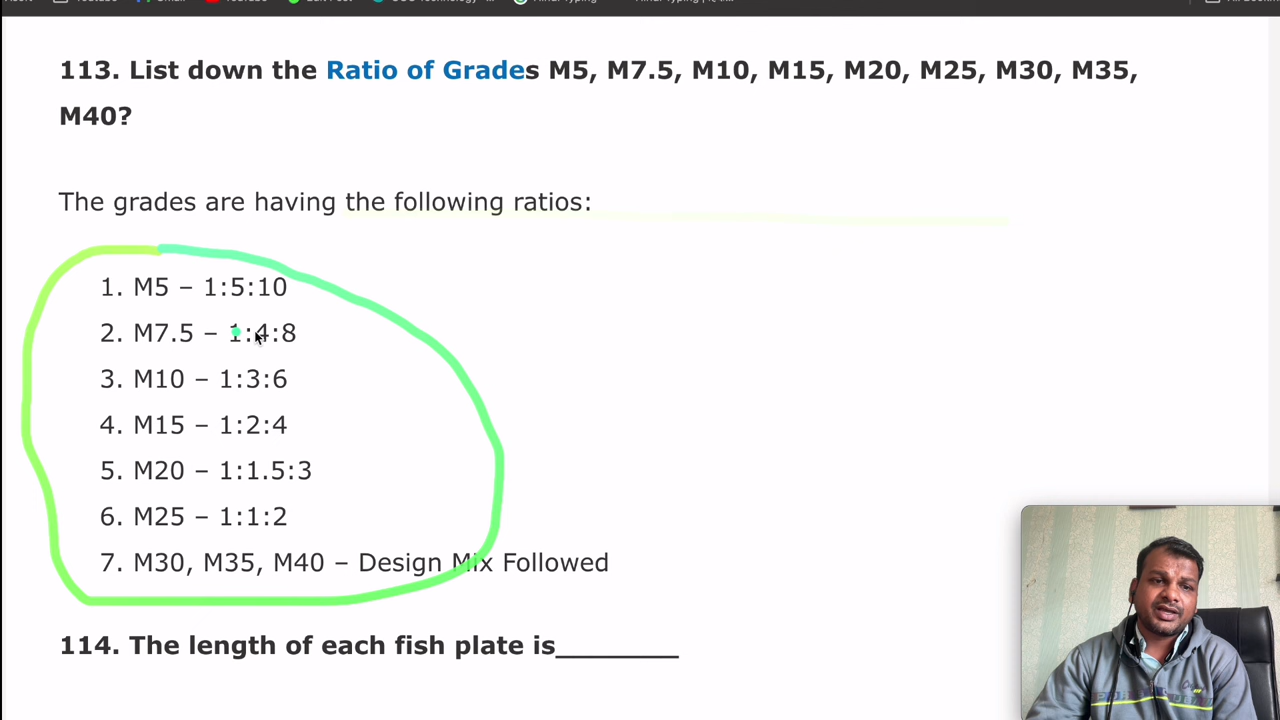 113. List down the Ratio of Grades M5, M7.5, M10, M15, M20, M25, M30, M35,
M40?
The grades are having the following ratios:
1. M5 – 1:5:10
2. M7.5 – 1:4:8
3. M10 – 1:3:6
4. M15 – 1:2:4
5. M20 – 1:1.5:3
6. M25 – 1:1:2
7. M30, M35, M40 – Design Mix Followed
114. The length of each fish plate is________